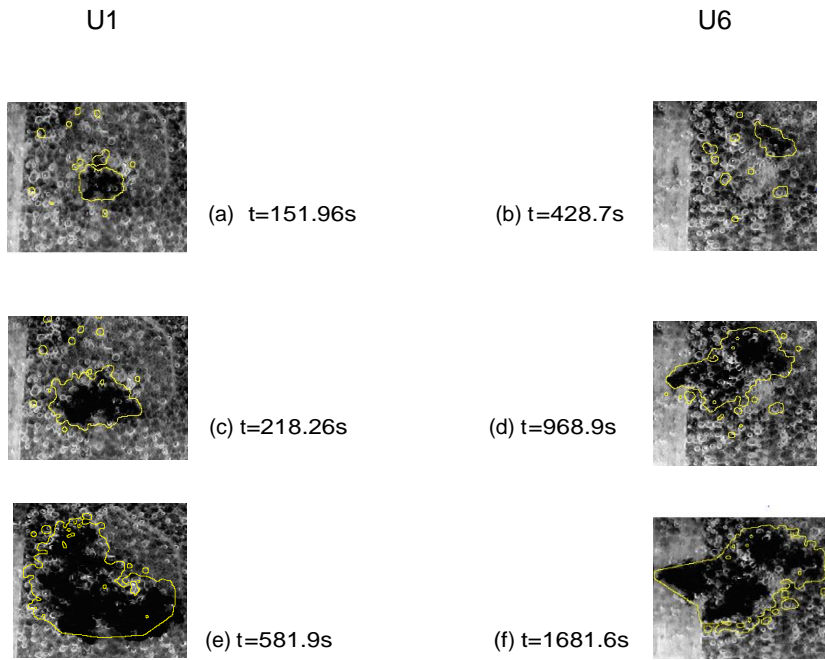 U1 U6
(a) t=151.96s (b) t=428.7s
(c) t=218.26s (d) t=968.9s
(e) t=581.9s (f) t=1681.6s